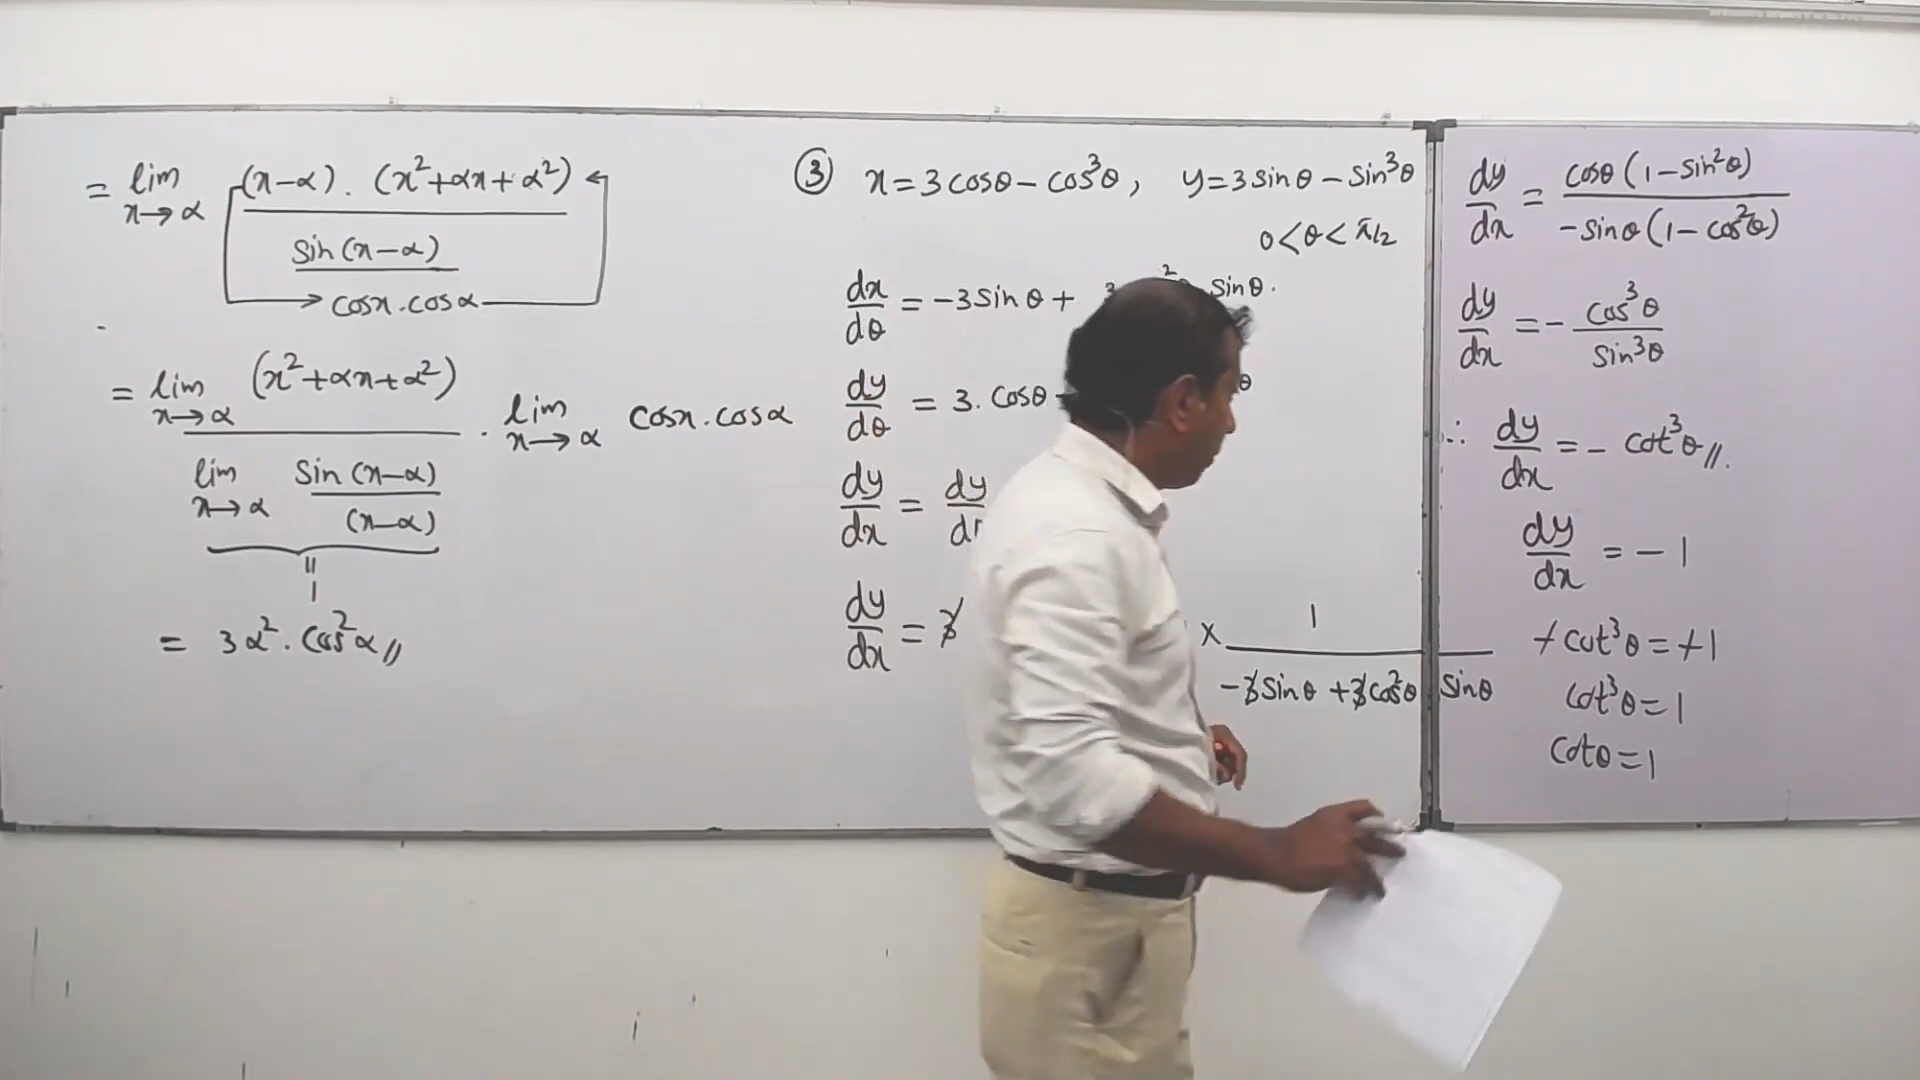 = lim x→α (x-α) . (x²+αx+α²)
sin(x-α)
cosx.cosα
= lim x→α (x²+αx+α²) . lim x→α cosx.cosα
lim x→α sin(x-α)
(x-α)
॥
1
= 3α² . cos²α //
③ x = 3cosθ - cos³θ, y = 3sinθ - sin³θ
0<θ<π/2
dx/dθ = -3sinθ + sinθ.
dy/dθ = 3. cosθ
dy/dx = dy
dy/dx = 3 × 1
-3sinθ + 3cos²θ sinθ
dy/dx = cosθ(1-sin²θ)
-sinθ(1-cos²θ)
dy/dx = - cos³θ
sin³θ
∴ dy/dx = - cot³θ //.
dy/dx = -1
-cot³θ = -1
cot³θ = 1
cotθ = 1